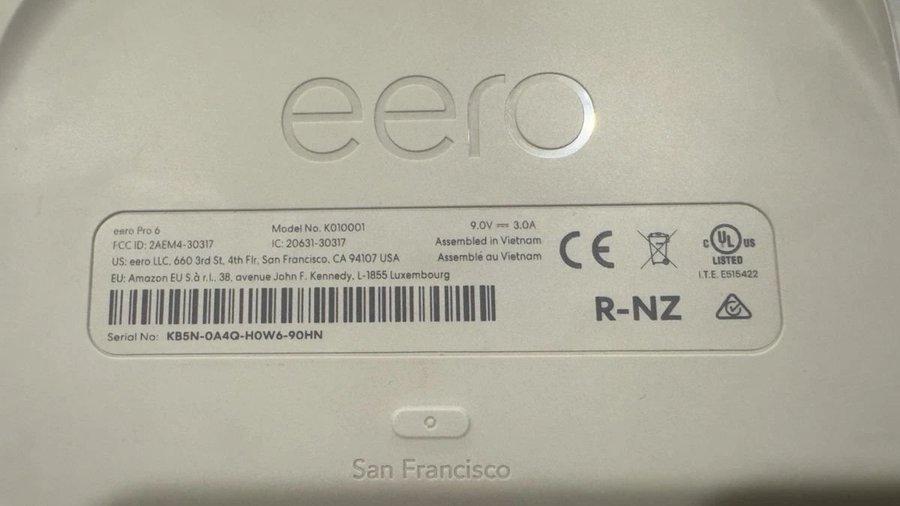 eero
eero Pro 6 Model No. K010001 9.0V ⎓ 3.0A
FCC ID: 2AEM4-30317 IC: 20631-30317 Assembled in Vietnam
US: eero LLC, 660 3rd St, 4th Flr, San Francisco, CA 94107 USA Assemblé au Vietnam
EU: Amazon EU S.à r.l. 38, avenue John F. Kennedy, L-1855 Luxembourg
CE
C UL US
LISTED
I.T.E. E515422
R-NZ
Serial No: KB5N-0A4Q-H0W6-90HN
San Francisco